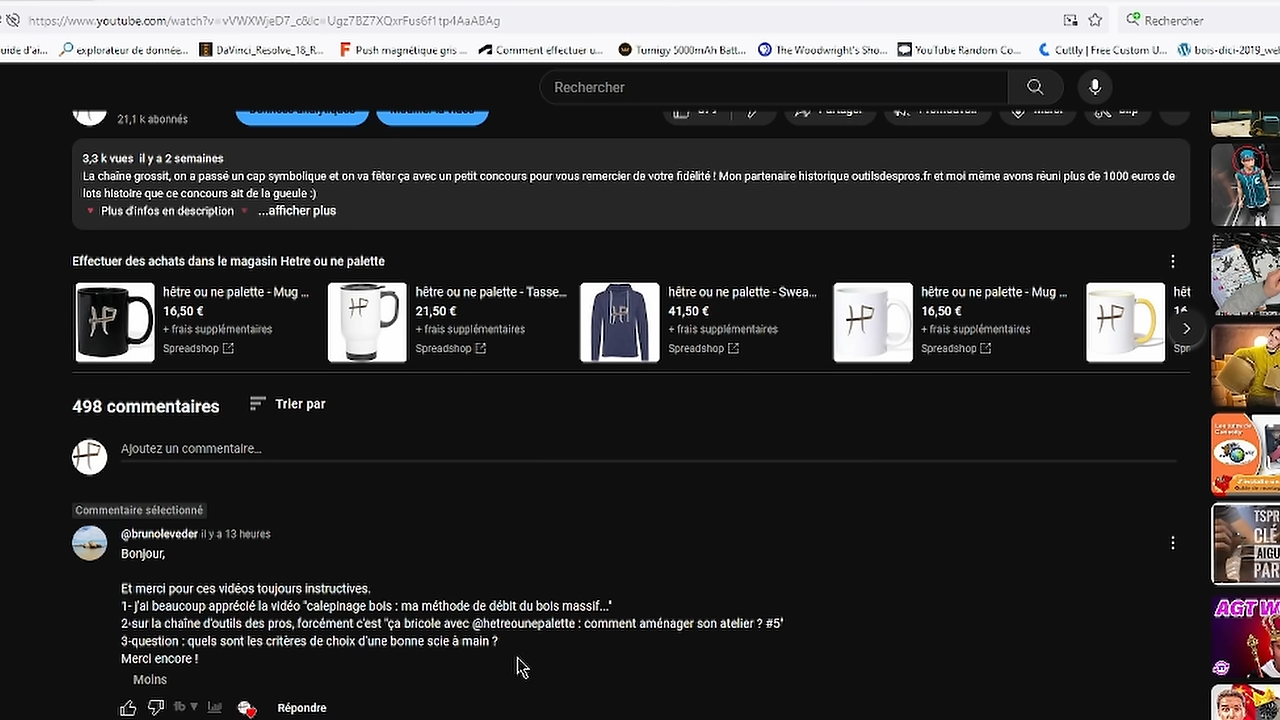 https://www.youtube.com/watch?v=vVWXWjeD7_c&lc=Ugz7BZ7XQxrFus6f1tp4AaABAg
Rechercher
explorateur de donnée...
DaVinci_Resolve_18_R...
Push magnétique gris ...
Comment effectuer u...
Turnigy 5000mAh Batt...
The Woodwright's Sho...
YouTube Random Co...
Cuttly | Free Custom U...
Rechercher
21,1 k abonnés
3,3 k vues il y a 2 semaines
La chaîne grossit, on a passé un cap symbolique et on va fêter ça avec un petit concours pour vous remercier de votre fidélité ! Mon partenaire historique outilsdespros.fr et moi même avons réuni plus de 1000 euros de
lots histoire que ce concours ait de la gueule :)
Plus d'infos en description ...afficher plus
Effectuer des achats dans le magasin Hetre ou ne palette
hêtre ou ne palette - Mug ...
16,50 €
+ frais supplémentaires
Spreadshop
hêtre ou ne palette - Tasse...
21,50 €
+ frais supplémentaires
Spreadshop
hêtre ou ne palette - Swea...
41,50 €
+ frais supplémentaires
Spreadshop
hêtre ou ne palette - Mug ...
16,50 €
+ frais supplémentaires
Spreadshop
498 commentaires
Trier par
Ajoutez un commentaire...
Commentaire sélectionné
@brunoleveder il y a 13 heures
Bonjour,
Et merci pour ces vidéos toujours instructives.
1- j'ai beaucoup apprécié la vidéo "calepinage bois : ma méthode de débit du bois massif..."
2-sur la chaîne d'outils des pros, forcément c'est "ça bricole avec @hetreounepalette : comment aménager son atelier ? #5"
3-question : quels sont les critères de choix d'une bonne scie à main ?
Merci encore !
Moins
Répondre